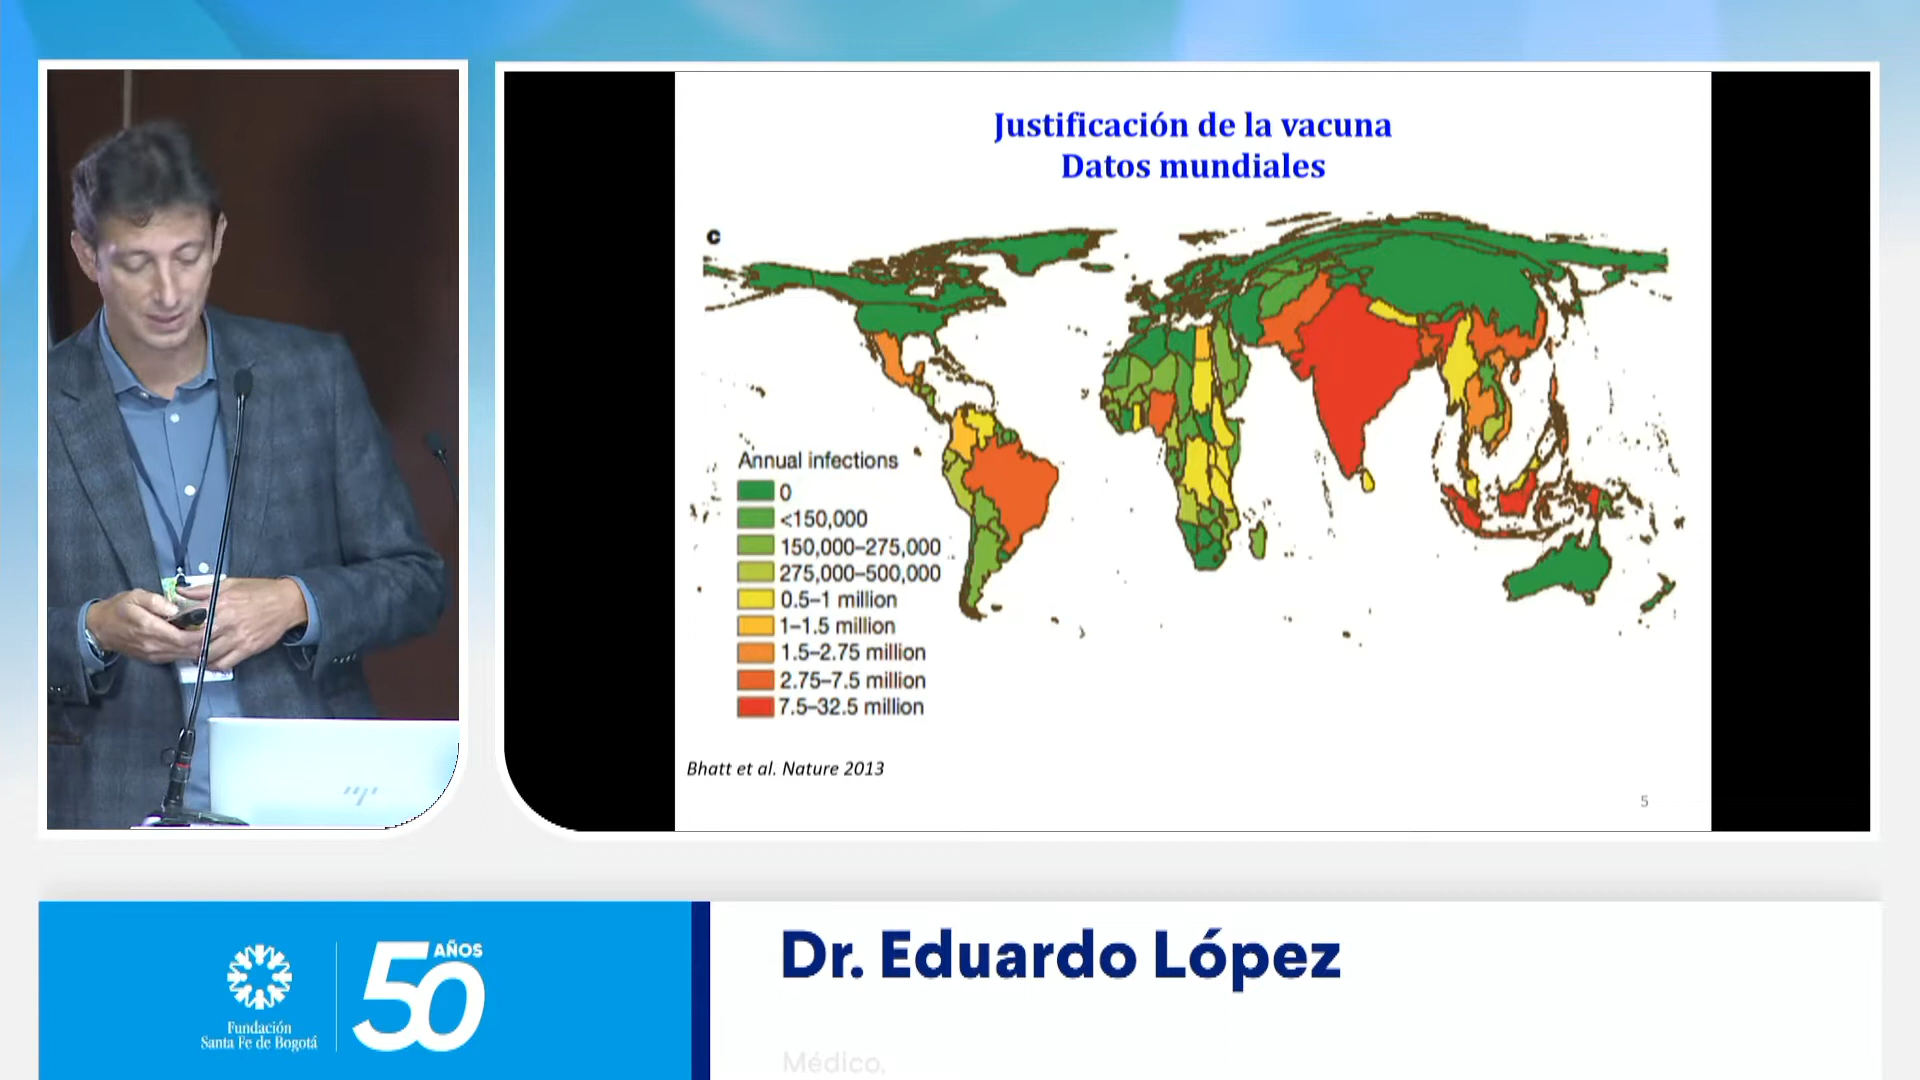 Justificación de la vacuna
Datos mundiales
c
Annual infections
0
<150,000
150,000–275,000
275,000–500,000
0.5–1 million
1–1.5 million
1.5–2.75 million
2.75–7.5 million
7.5–32.5 million
Bhatt et al. Nature 2013
5
50 AÑOS
Fundación
Santa Fe de Bogotá
Dr. Eduardo López
Médico,